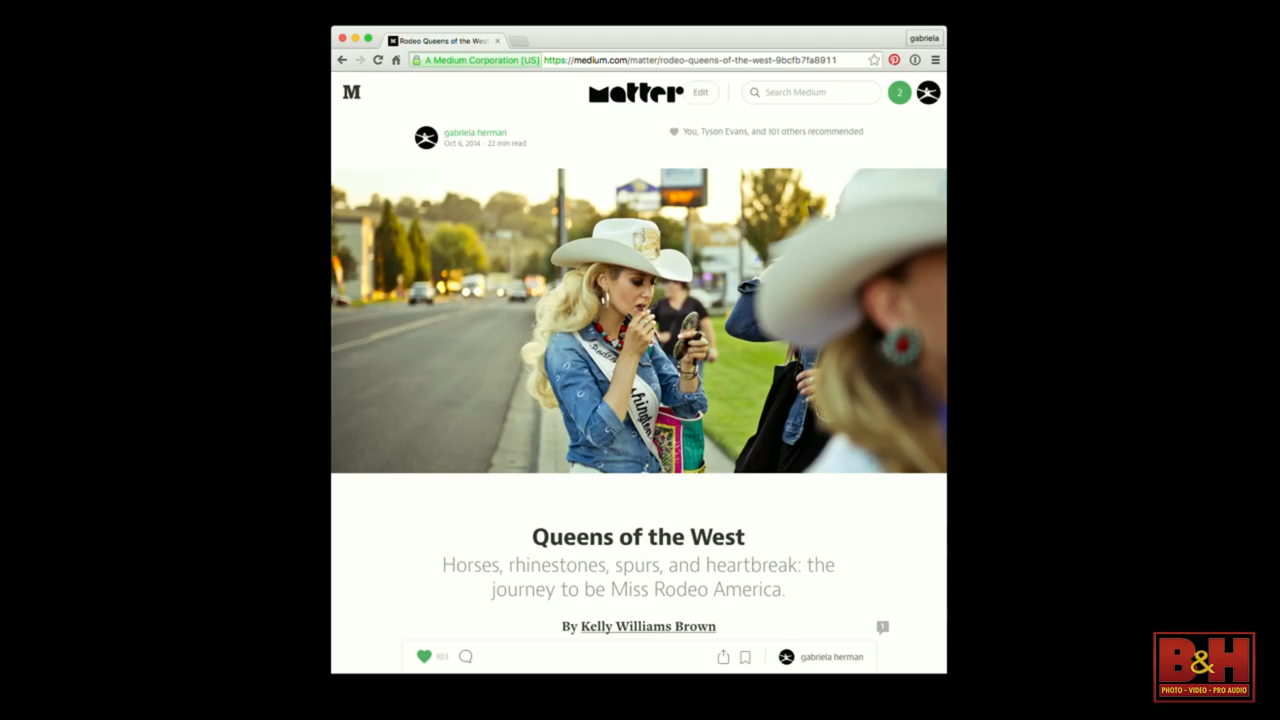 Rodeo Queens of the Wes
gabriela
A Medium Corporation [US]
https://medium.com/matter/rodeo-queens-of-the-west-9bcfb7fa8911
M
matter
Edit
Search Medium
2
gabriela herman
Oct 6, 2014 · 22 min read
You, Tyson Evans, and 101 others recommended
Queens of the West
Horses, rhinestones, spurs, and heartbreak: the
journey to be Miss Rodeo America.
By Kelly Williams Brown
1
103
gabriela herman
B&H
PHOTO - VIDEO - PRO AUDIO